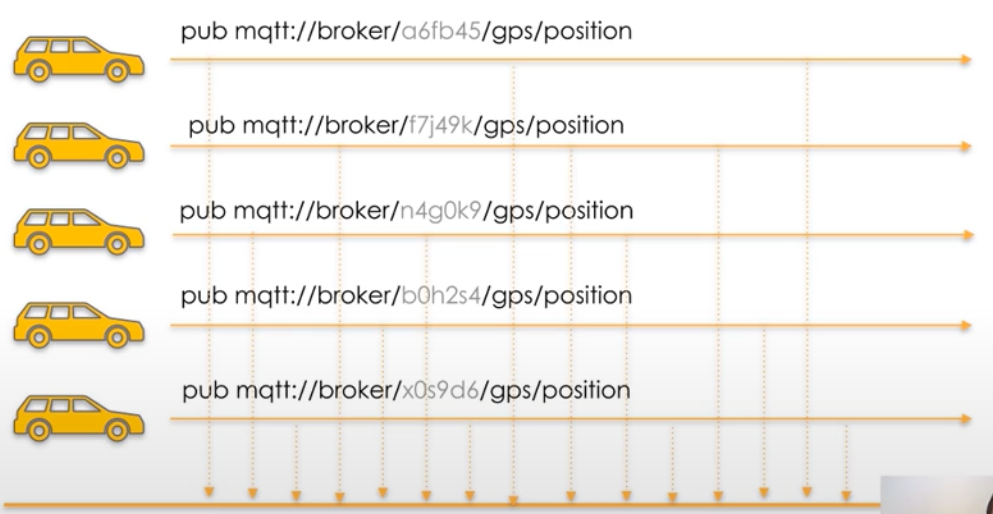 pub mqtt://broker/a6fb45/gps/position
pub mqtt://broker/f7j49k/gps/position
pub mqtt://broker/n4g0k9/gps/position
pub mqtt://broker/b0h2s4/gps/position
pub mqtt://broker/x0s9d6/gps/position